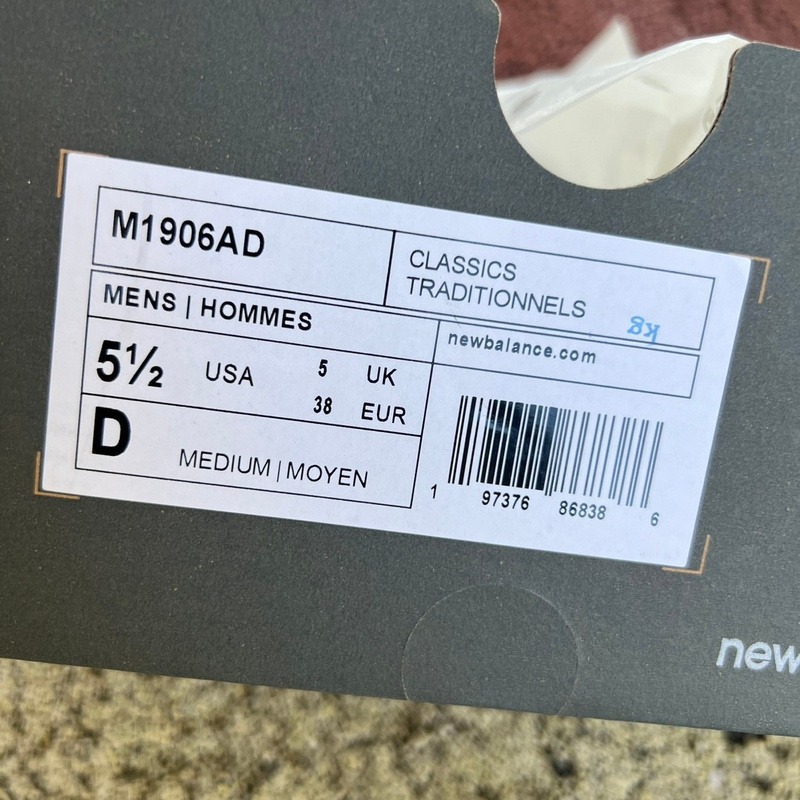 M1906AD
CLASSICS
TRADITIONNELS
kg
MENS | HOMMES
newbalance.com
5½ USA 5 UK
38 EUR
D MEDIUM | MOYEN
1 97376 86838 6
new